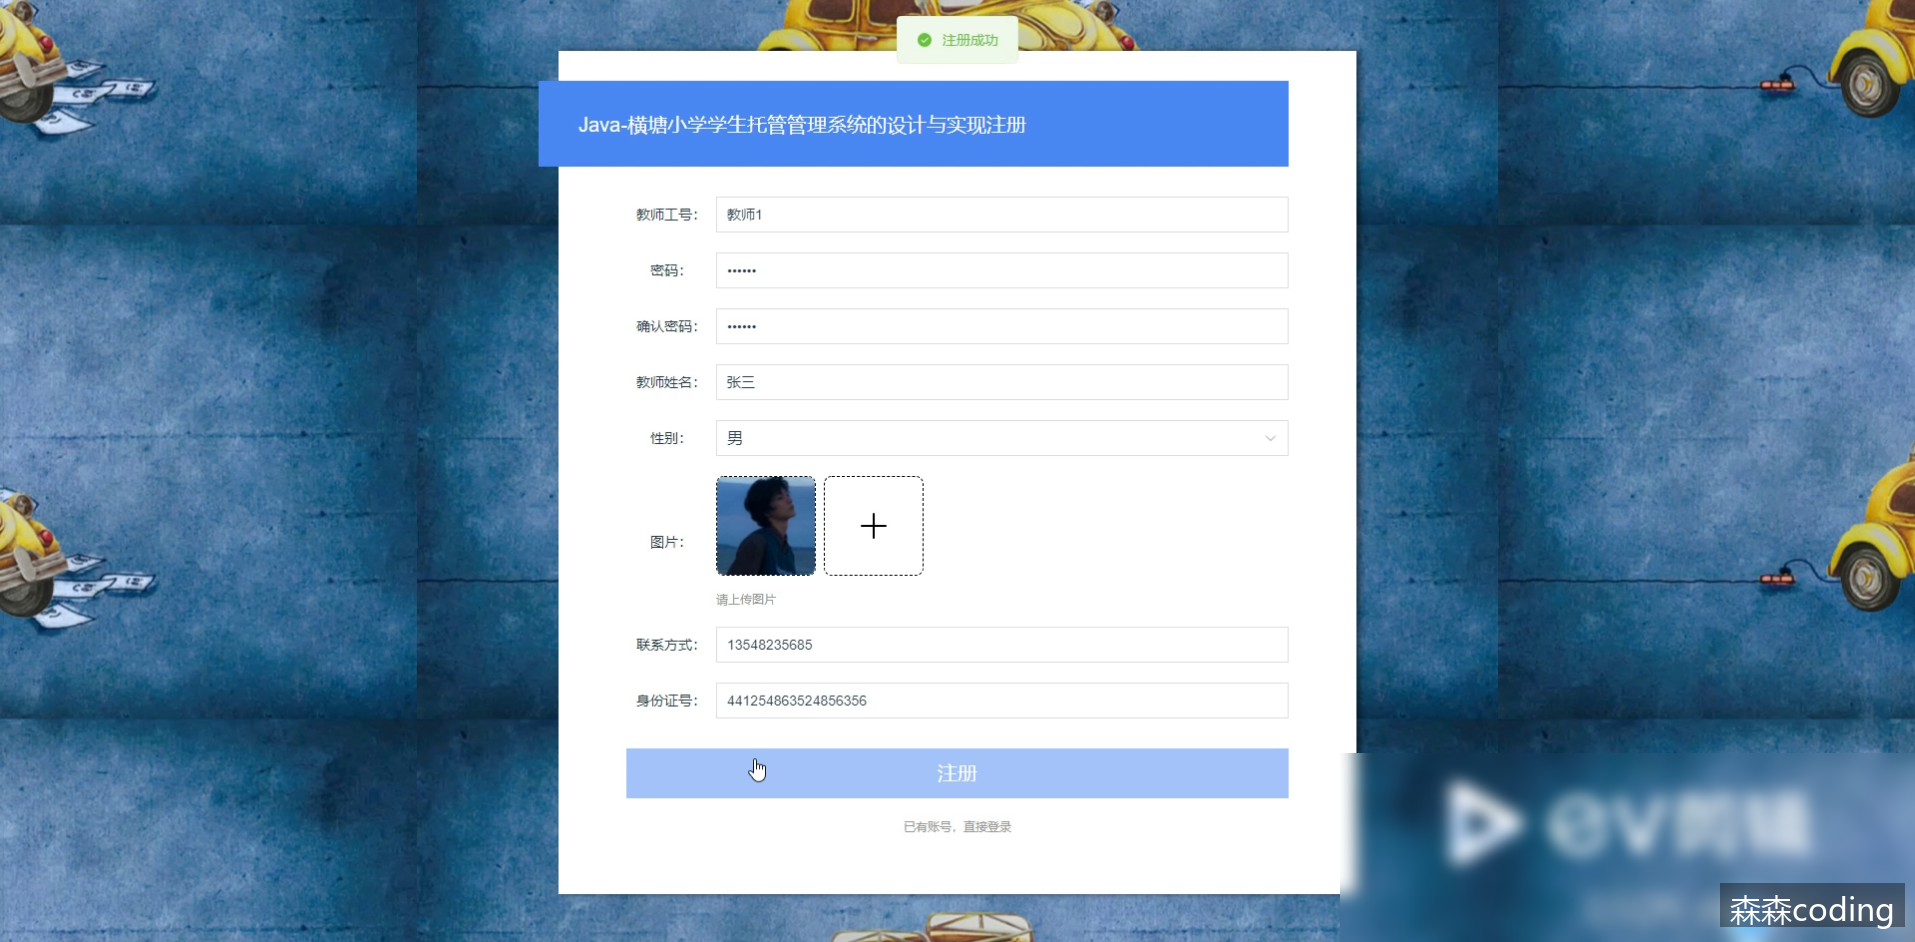 注册成功
Java-横塘小学学生托管管理系统的设计与实现注册
教师工号：
教师1
密码：
••••••
确认密码：
••••••
教师姓名：
张三
性别：
男
图片：
请上传图片
联系方式：
13548235685
身份证号：
441254863524856356
注册
已有账号，直接登录
森森coding